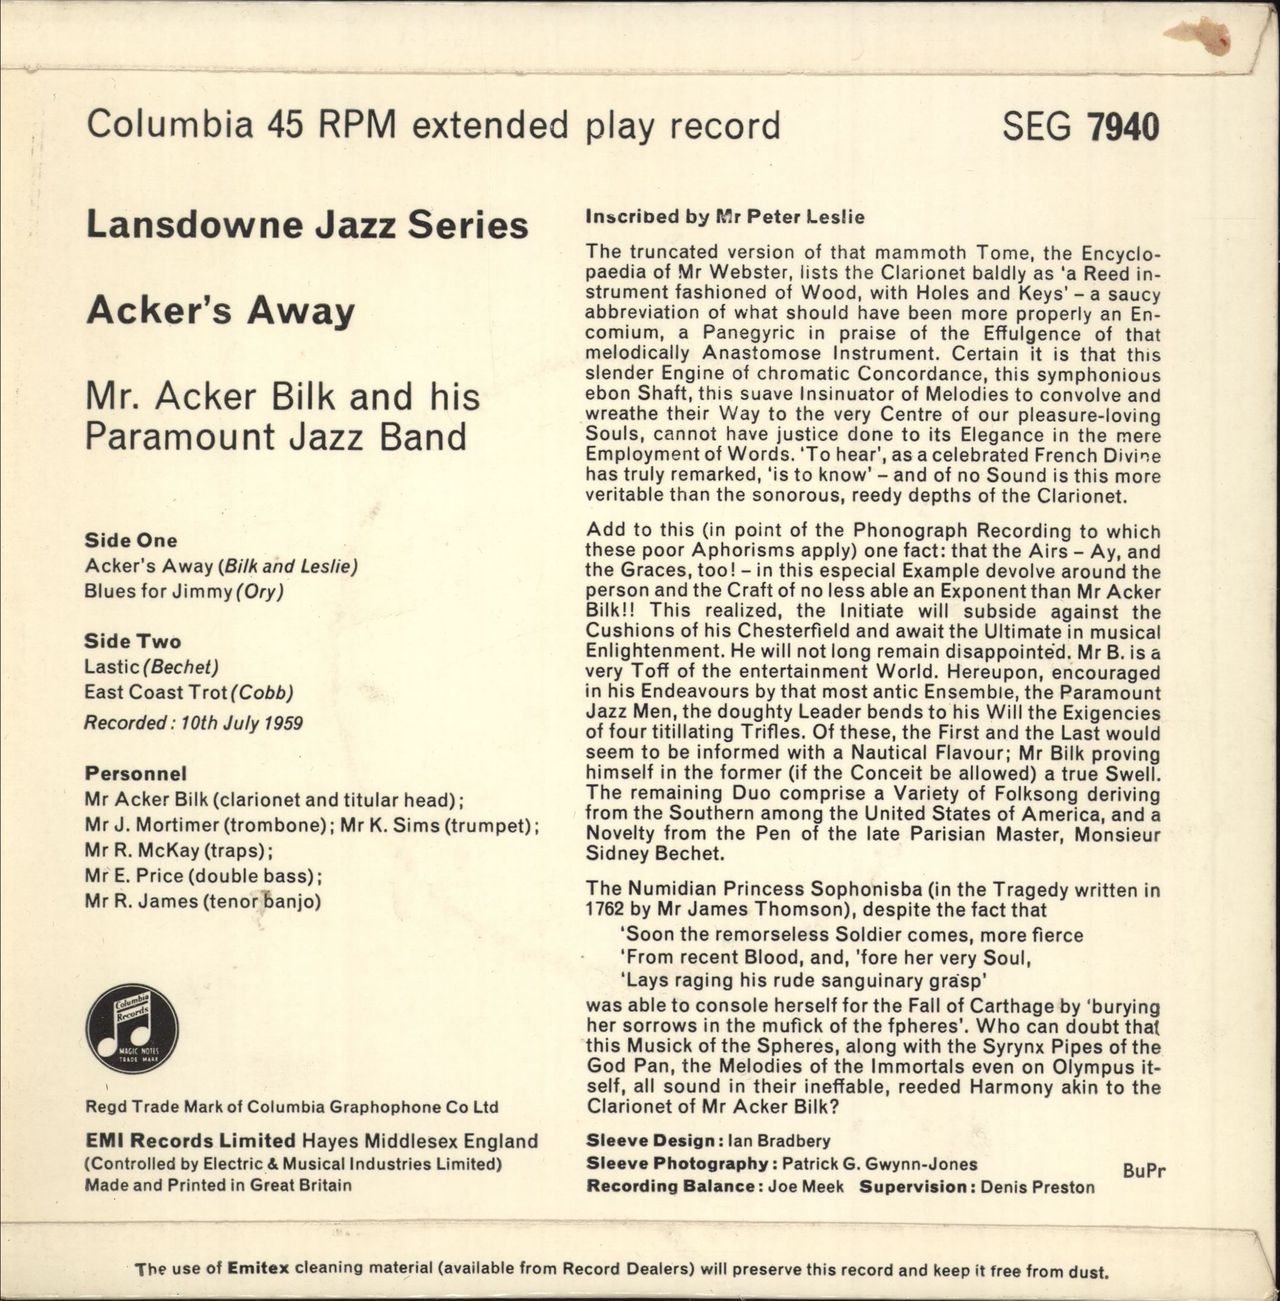 Columbia 45 RPM extended play record
SEG 7940
Lansdowne Jazz Series
Acker's Away
Mr. Acker Bilk and his
Paramount Jazz Band
Side One
Acker's Away (Bilk and Leslie)
Blues for Jimmy (Ory)
Side Two
Lastic (Bechet)
East Coast Trot (Cobb)
Recorded : 10th July 1959
Personnel
Mr Acker Bilk (clarionet and titular head) ;
Mr J. Mortimer (trombone) ; Mr K. Sims (trumpet) ;
Mr R. McKay (traps) ;
Mr E. Price (double bass) ;
Mr R. James (tenor banjo)
Columbia
Records
MAGIC NOTES
TRADE MARK
Regd Trade Mark of Columbia Graphophone Co Ltd
EMI Records Limited Hayes Middlesex England
(Controlled by Electric & Musical Industries Limited)
Made and Printed in Great Britain
Inscribed by Mr Peter Leslie
The truncated version of that mammoth Tome, the Encyclo-
paedia of Mr Webster, lists the Clarionet baldly as 'a Reed in-
strument fashioned of Wood, with Holes and Keys' – a saucy
abbreviation of what should have been more properly an En-
comium, a Panegyric in praise of the Effulgence of that
melodically Anastomose Instrument. Certain it is that this
slender Engine of chromatic Concordance, this symphonious
ebon Shaft, this suave Insinuator of Melodies to convolve and
wreathe their Way to the very Centre of our pleasure-loving
Souls, cannot have justice done to its Elegance in the mere
Employment of Words. 'To hear', as a celebrated French Divine
has truly remarked, 'is to know' – and of no Sound is this more
veritable than the sonorous, reedy depths of the Clarionet.
Add to this (in point of the Phonograph Recording to which
these poor Aphorisms apply) one fact: that the Airs – Ay, and
the Graces, too! – in this especial Example devolve around the
person and the Craft of no less able an Exponent than Mr Acker
Bilk!! This realized, the Initiate will subside against the
Cushions of his Chesterfield and await the Ultimate in musical
Enlightenment. He will not long remain disappointed. Mr B. is a
very Toff of the entertainment World. Hereupon, encouraged
in his Endeavours by that most antic Ensemble, the Paramount
Jazz Men, the doughty Leader bends to his Will the Exigencies
of four titillating Trifles. Of these, the First and the Last would
seem to be informed with a Nautical Flavour; Mr Bilk proving
himself in the former (if the Conceit be allowed) a true Swell.
The remaining Duo comprise a Variety of Folksong deriving
from the Southern among the United States of America, and a
Novelty from the Pen of the late Parisian Master, Monsieur
Sidney Bechet.
The Numidian Princess Sophonisba (in the Tragedy written in
1762 by Mr James Thomson), despite the fact that
'Soon the remorseless Soldier comes, more fierce
'From recent Blood, and, 'fore her very Soul,
'Lays raging his rude sanguinary grasp'
was able to console herself for the Fall of Carthage by 'burying
her sorrows in the mufick of the fpheres'. Who can doubt that
this Musick of the Spheres, along with the Syrynx Pipes of the
God Pan, the Melodies of the Immortals even on Olympus it-
self, all sound in their ineffable, reeded Harmony akin to the
Clarionet of Mr Acker Bilk?
Sleeve Design : Ian Bradbery
Sleeve Photography : Patrick G. Gwynn-Jones
Recording Balance : Joe Meek Supervision : Denis Preston
BuPr
The use of Emitex cleaning material (available from Record Dealers) will preserve this record and keep it free from dust.